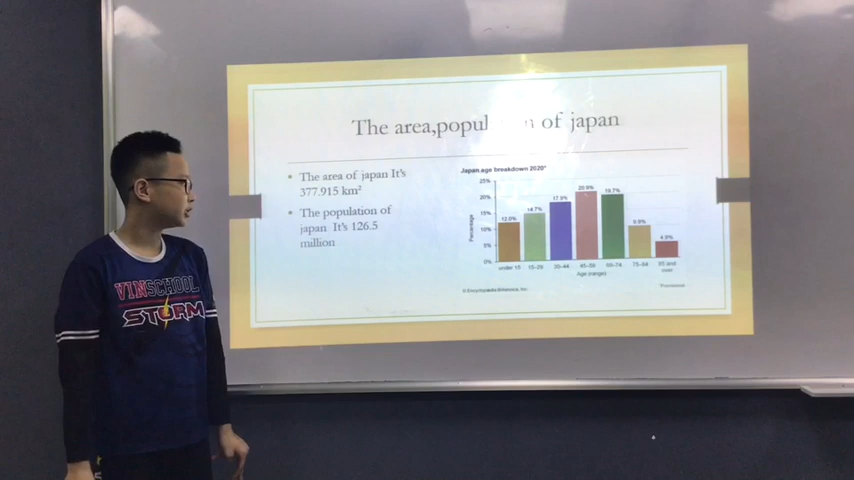 The area,popul n of japan
The area of japan It's
377.915 km²
The population of
japan It's 126.5
million
Japan age breakdown 2020*
25%
20%
15%
10%
5%
0%
Percentage
12.0%
14.7%
17.9%
20.9%
19.7%
9.9%
4.9%
under 15
15–29
30–44
45–59
60–74
75–84
85 and
over
Age (range)
© Encyclopædia Britannica, Inc.
*Provisional
VINSCHOOL
STORM